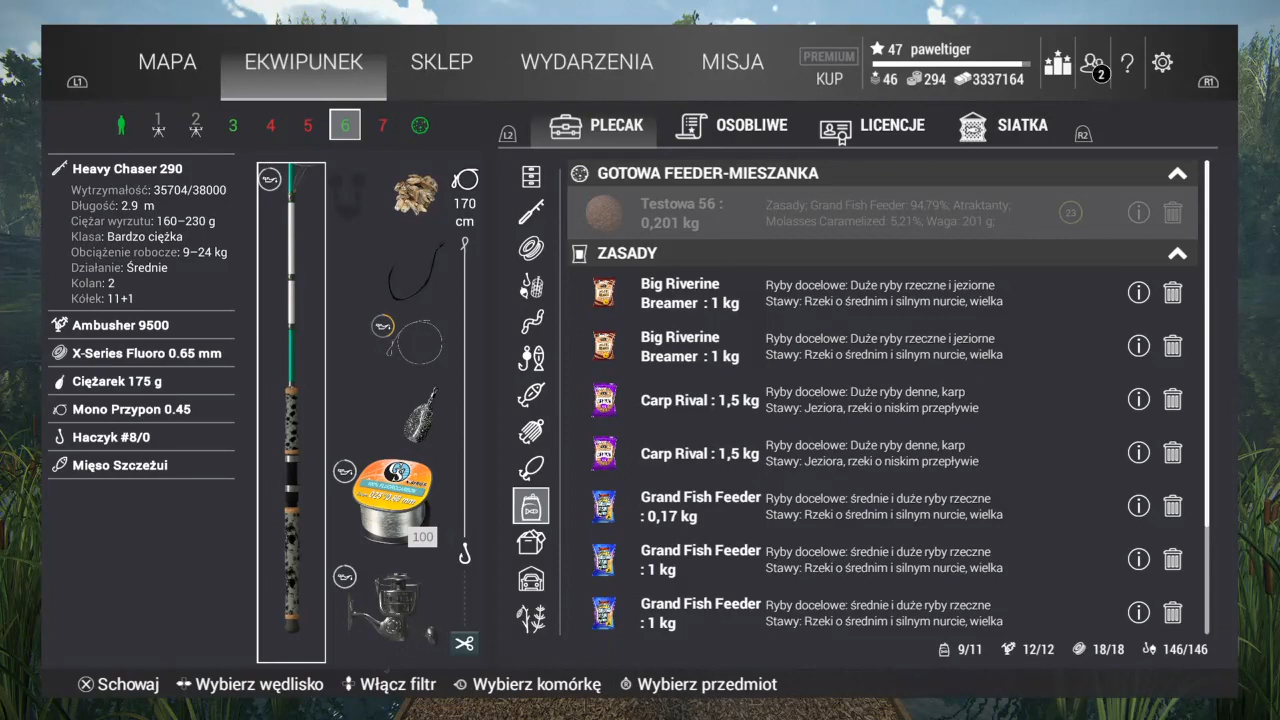 MAPA
EKWIPUNEK
SKLEP
WYDARZENIA
MISJA
PREMIUM
KUP
47 paweltiger
46 294 3337164
2
L1
R1
1 2 3 4 5 6 7
L2
PLECAK
OSOBLIWE
LICENCJE
SIATKA
R2
Heavy Chaser 290
Wytrzymałość: 35704/38000
Długość: 2.9 m
Ciężar wyrzutu: 160–230 g
Klasa: Bardzo ciężka
Obciążenie robocze: 9–24 kg
Działanie: Średnie
Kolan: 2
Kółek: 11+1
Ambusher 9500
X-Series Fluoro 0.65 mm
Ciężarek 175 g
Mono Przypon 0.45
Haczyk #8/0
Mięso Szczeżui
170
cm
100
GOTOWA FEEDER-MIESZANKA
Testowa 56 :
0,201 kg
Zasady; Grand Fish Feeder: 94.79%; Atraktanty;
Molasses Caramelized: 5,21%; Waga: 201 g;
23
ZASADY
Big Riverine
Breamer : 1 kg
Ryby docelowe: Duże ryby rzeczne i jeziorne
Stawy: Rzeki o średnim i silnym nurcie, wielka
Big Riverine
Breamer : 1 kg
Ryby docelowe: Duże ryby rzeczne i jeziorne
Stawy: Rzeki o średnim i silnym nurcie, wielka
Carp Rival : 1,5 kg
Ryby docelowe: Duże ryby denne, karp
Stawy: Jeziora, rzeki o niskim przepływie
Carp Rival : 1,5 kg
Ryby docelowe: Duże ryby denne, karp
Stawy: Jeziora, rzeki o niskim przepływie
Grand Fish Feeder
: 0,17 kg
Ryby docelowe: średnie i duże ryby rzeczne
Stawy: Rzeki o średnim i silnym nurcie, wielka
Grand Fish Feeder
: 1 kg
Ryby docelowe: średnie i duże ryby rzeczne
Stawy: Rzeki o średnim i silnym nurcie, wielka
Grand Fish Feeder
: 1 kg
Ryby docelowe: średnie i duże ryby rzeczne
Stawy: Rzeki o średnim i silnym nurcie, wielka
9/11 12/12 18/18 146/146
Schowaj
Wybierz wędlisko
Włącz filtr
Wybierz komórkę
Wybierz przedmiot